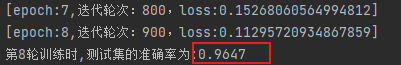 [epoch:7,迭代轮次: 800, loss:0.15268060564994812]
[epoch:8,迭代轮次: 900, loss:0.11295720934867859]
第8轮训练时,测试集的准确率为:0.9647